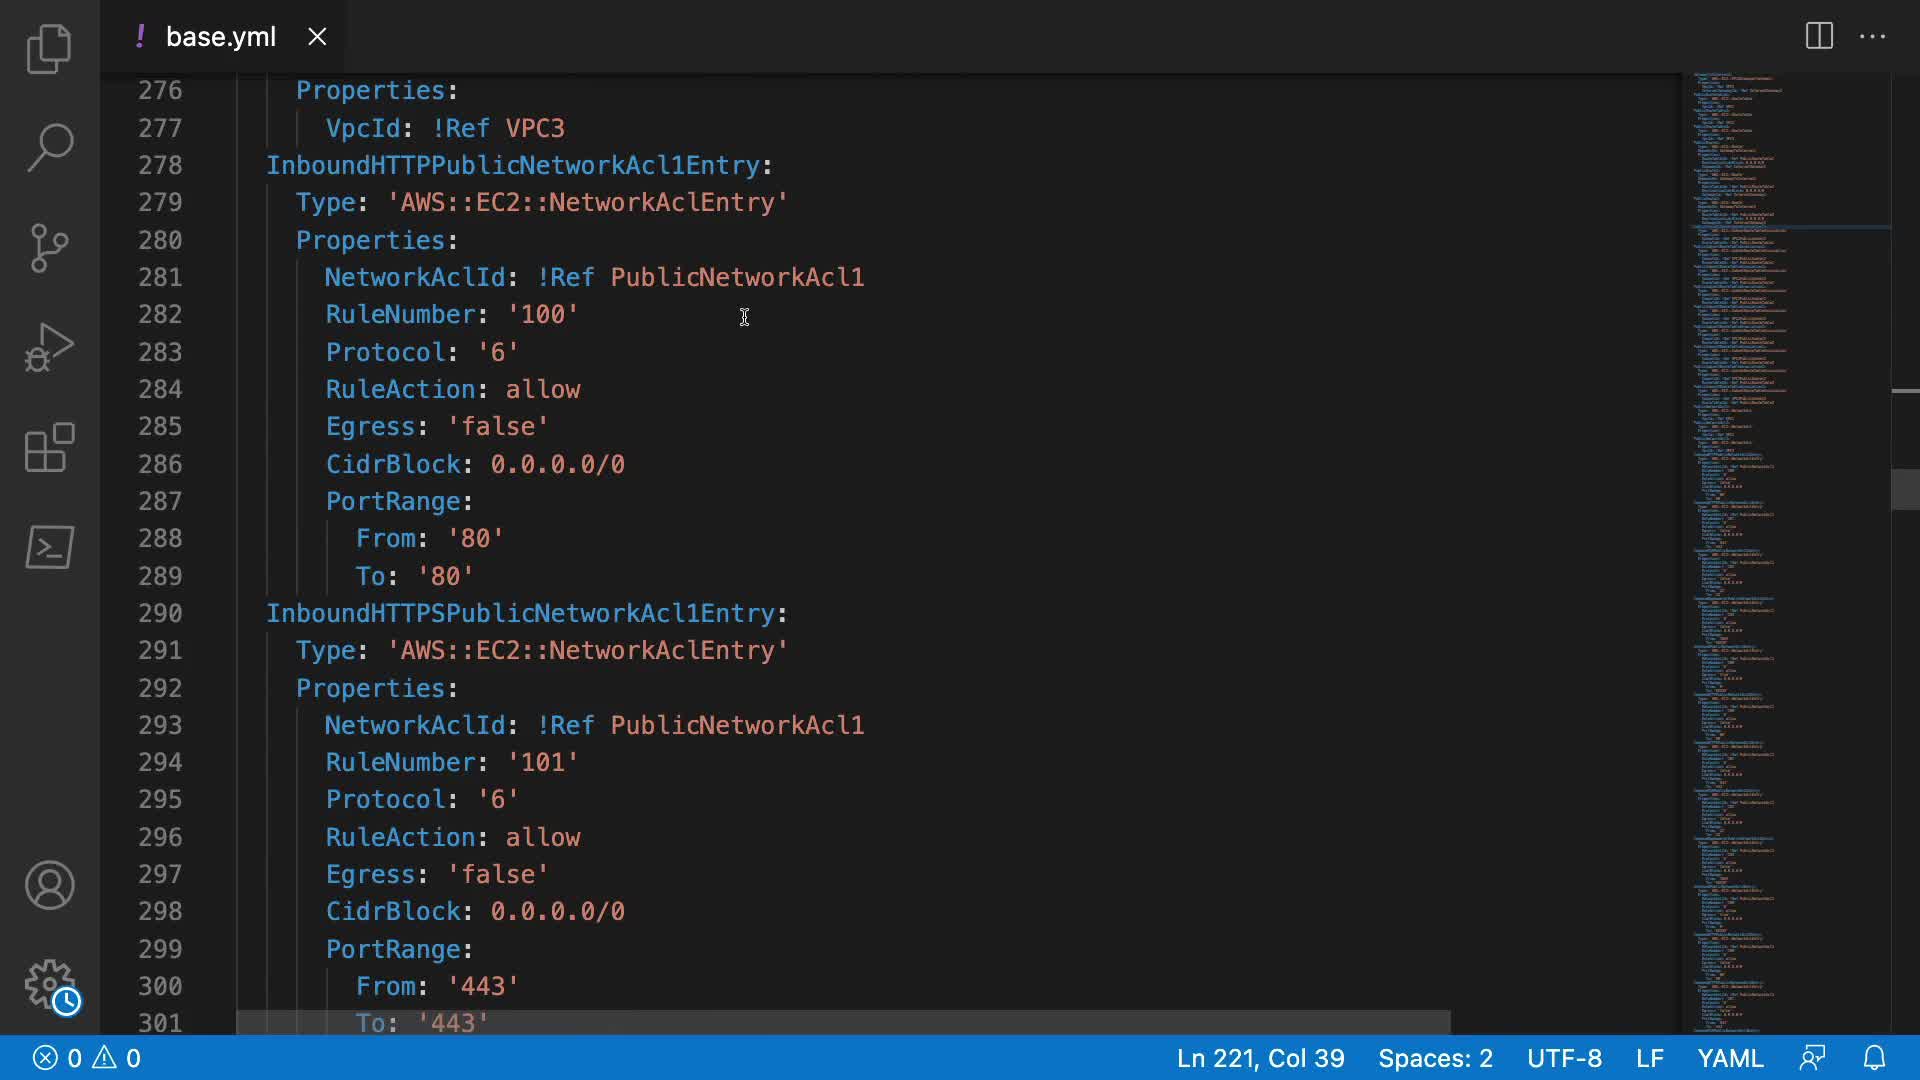 ! base.yml
276 Properties:
277 VpcId: !Ref VPC3
278 InboundHTTPPublicNetworkAcl1Entry:
279 Type: 'AWS::EC2::NetworkAclEntry'
280 Properties:
281 NetworkAclId: !Ref PublicNetworkAcl1
282 RuleNumber: '100'
283 Protocol: '6'
284 RuleAction: allow
285 Egress: 'false'
286 CidrBlock: 0.0.0.0/0
287 PortRange:
288 From: '80'
289 To: '80'
290 InboundHTTPSPublicNetworkAcl1Entry:
291 Type: 'AWS::EC2::NetworkAclEntry'
292 Properties:
293 NetworkAclId: !Ref PublicNetworkAcl1
294 RuleNumber: '101'
295 Protocol: '6'
296 RuleAction: allow
297 Egress: 'false'
298 CidrBlock: 0.0.0.0/0
299 PortRange:
300 From: '443'
301 To: '443'
0 0 Ln 221, Col 39 Spaces: 2 UTF-8 LF YAML